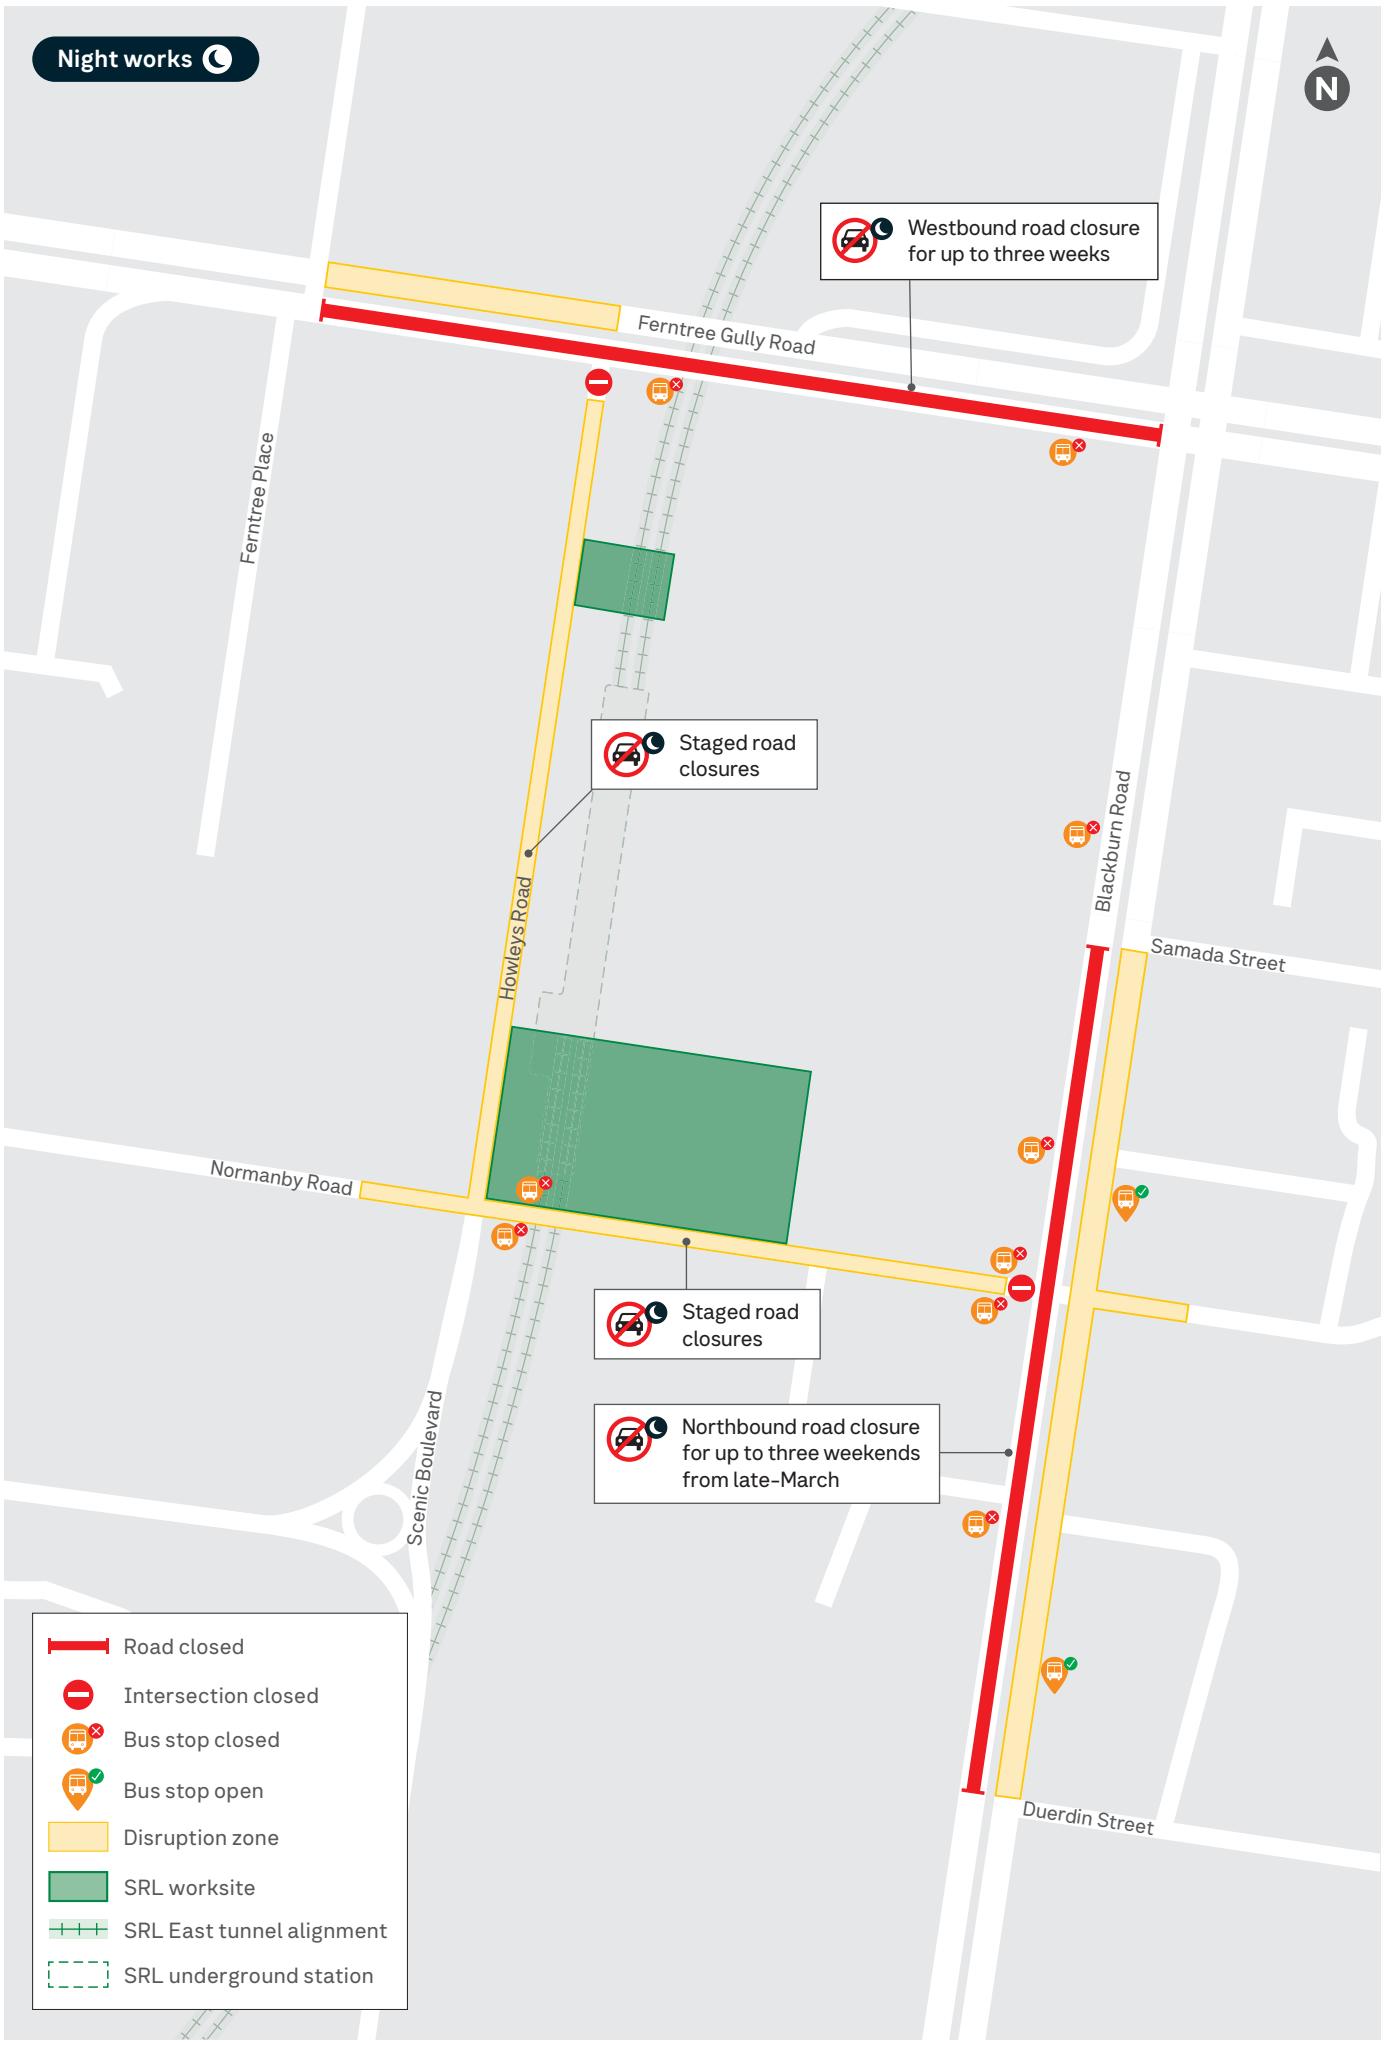 Night works
N
Westbound road closure
for up to three weeks
Ferntree Gully Road
Ferntree Place
Staged road
closures
Blackburn Road
Howleys Road
Samada Street
Normanby Road
Staged road
closures
Scenic Boulevard
Northbound road closure
for up to three weekends
from late-March
Duerdin Street
Road closed
Intersection closed
Bus stop closed
Bus stop open
Disruption zone
SRL worksite
SRL East tunnel alignment
SRL underground station